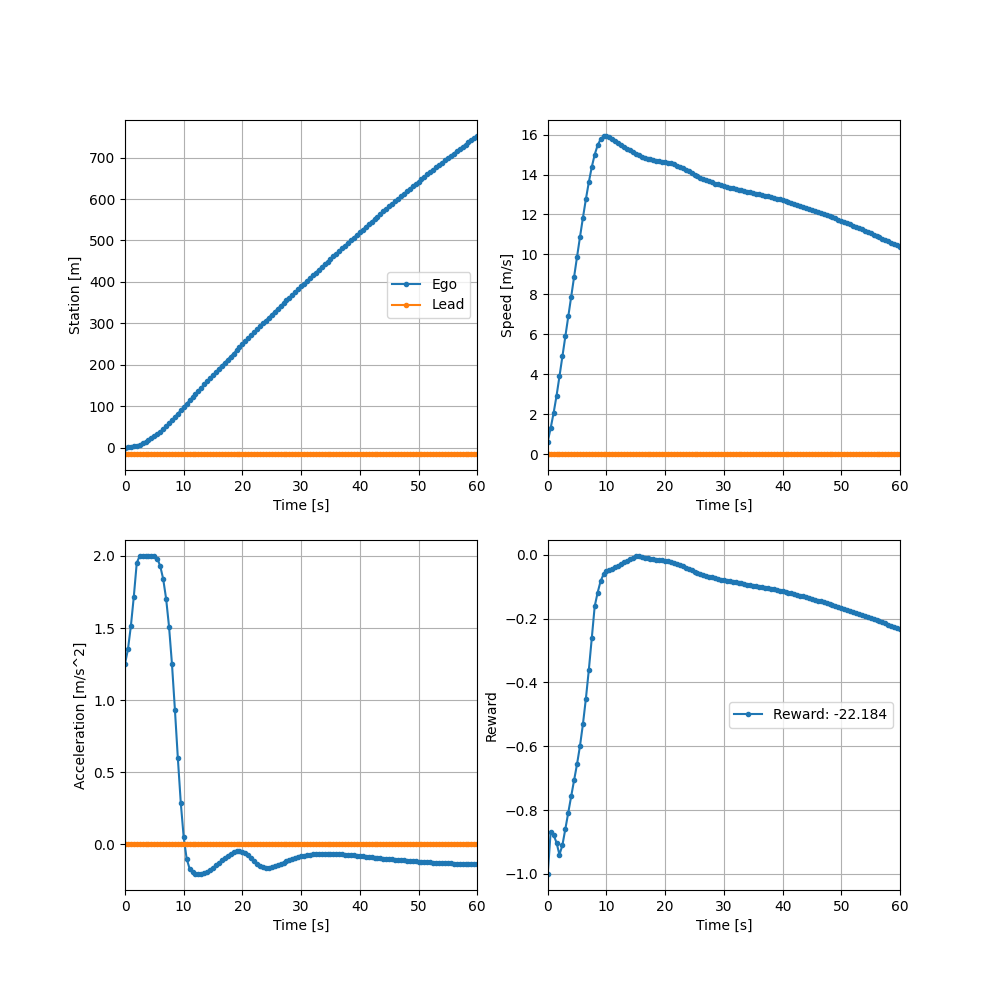 700
600
500
400
300
200
100
0
Station [m]
Ego
Lead
0 10 20 30 40 50 60
Time [s]
16
14
12
10
8
6
4
2
0
Speed [m/s]
0 10 20 30 40 50 60
Time [s]
2.0
1.5
1.0
0.5
0.0
Acceleration [m/s^2]
0 10 20 30 40 50 60
Time [s]
0.0
−0.2
−0.4
−0.6
−0.8
−1.0
Reward
Reward: -22.184
0 10 20 30 40 50 60
Time [s]